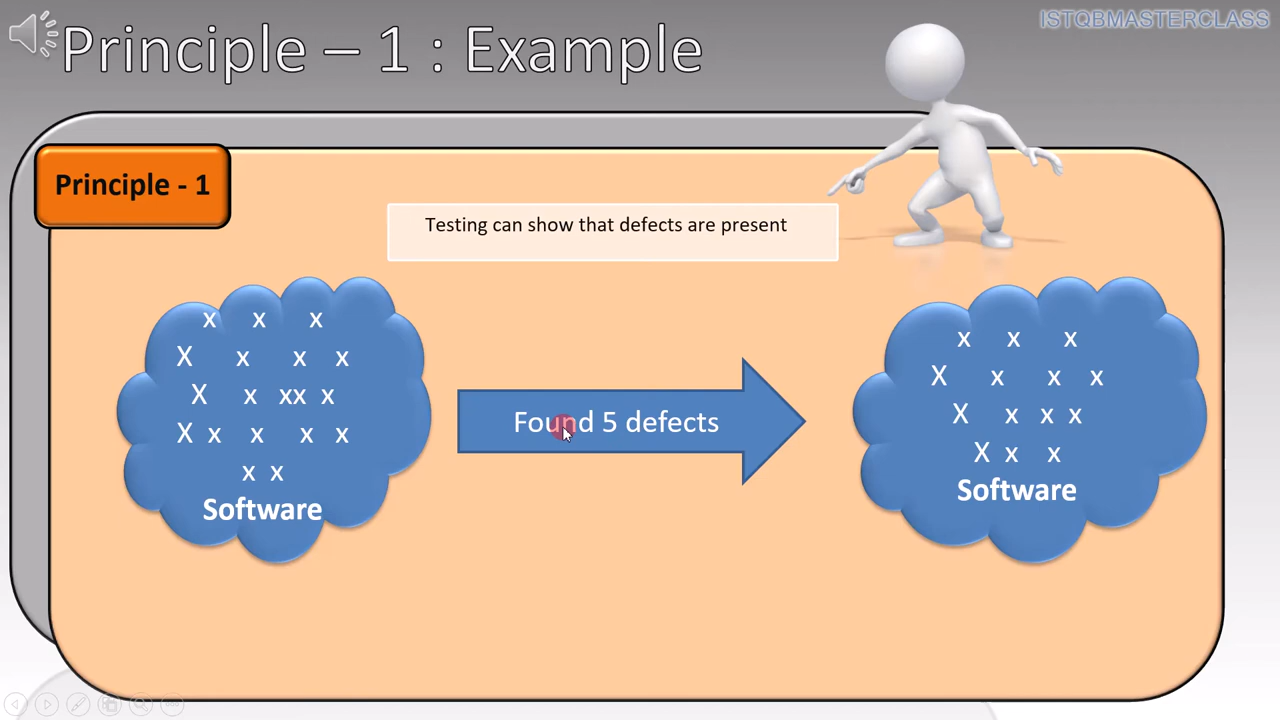 ISTQBMASTERCLASS
Principle – 1 : Example
Principle - 1
Testing can show that defects are present
x x x
X x x x
X x xx x
X x x x x
x x
Software
Found 5 defects
x x x
X x x x
X x x x
X x x
Software